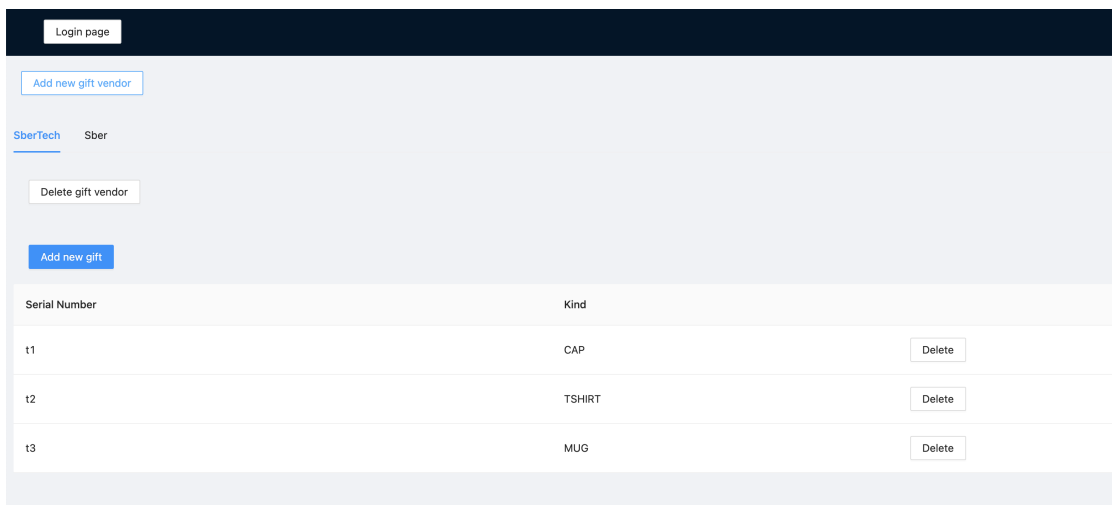 Login page
Add new gift vendor
SberTech Sber
Delete gift vendor
Add new gift
Serial Number Kind
t1 CAP Delete
t2 TSHIRT Delete
t3 MUG Delete